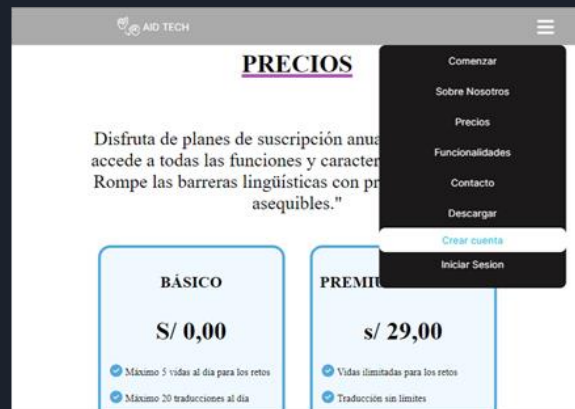 AID TECH
PRECIOS
Comenzar
Sobre Nosotros
Precios
Funcionalidades
Contacto
Descargar
Crear cuenta
Iniciar Sesion
Disfruta de planes de suscripción anua
accede a todas las funciones y caracter
Rompe las barreras lingüísticas con pr
asequibles."
BÁSICO
S/ 0,00
Máximo 5 vidas al día para los retos
Máximo 20 traducciones al día
PREMIU
s/ 29,00
Vidas ilimitadas para los retos
Traducción sin límites